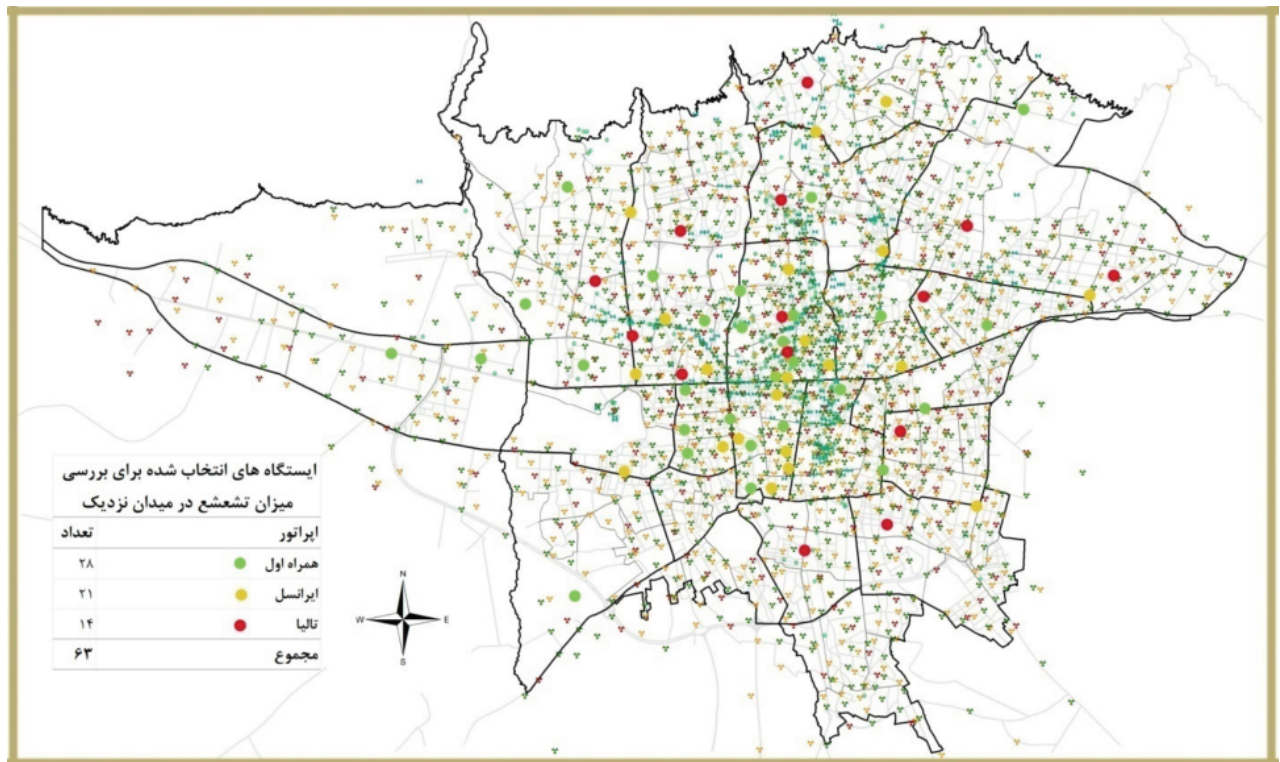 ایستگاه های انتخاب شده برای بررسی
میزان تشعشع در میدان نزدیک
اپراتور تعداد
همراه اول ۲۸
ایرانسل ۲۱
تالیا ۱۴
مجموع ۶۳
N
W E
S